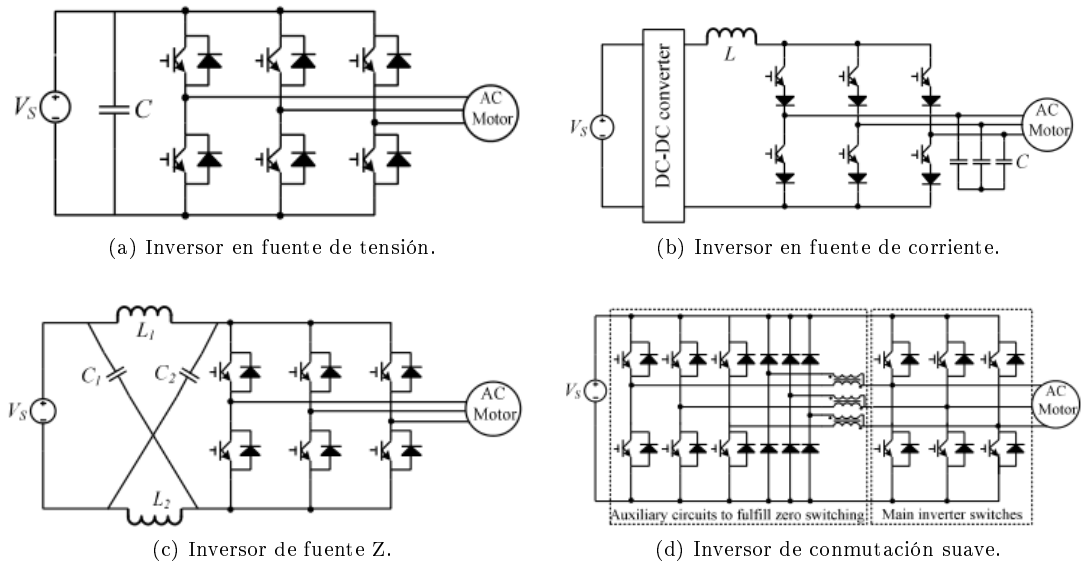 V_S
C
AC
Motor
(a) Inversor en fuente de tensión.
V_S
DC-DC converter
L
C
AC
Motor
(b) Inversor en fuente de corriente.
V_S
L_1
C_1
C_2
L_2
AC
Motor
(c) Inversor de fuente Z.
V_S
AC
Motor
Auxiliary circuits to fulfill zero switching
Main inverter switches
(d) Inversor de conmutación suave.